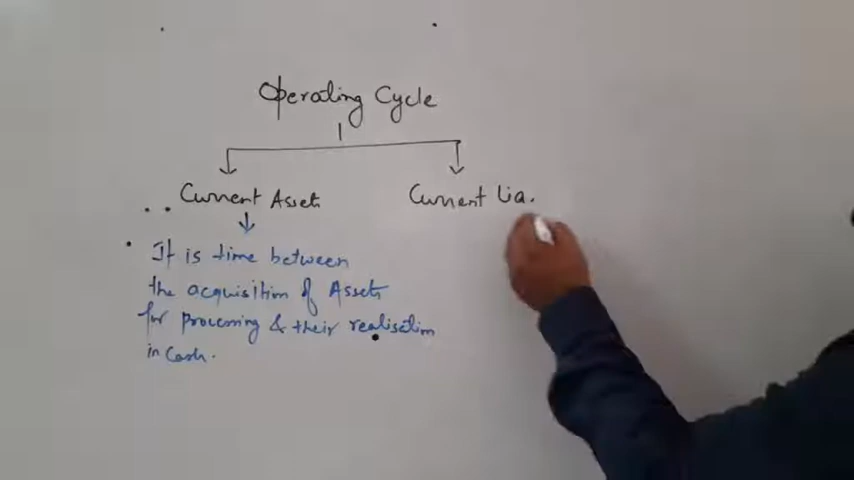 Operating Cycle
Current Assets Current Lia.
It is time between
the acquisition of Assets
for processing & their realisation
in Cash.